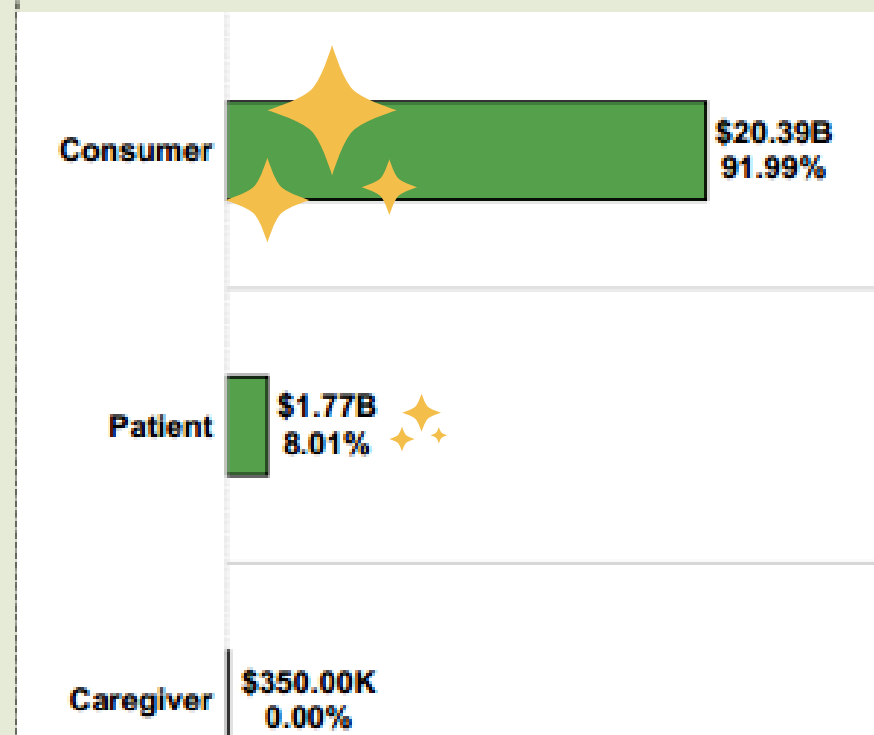 Consumer
$20.39B
91.99%
Patient
$1.77B
8.01%
Caregiver
$350.00K
0.00%